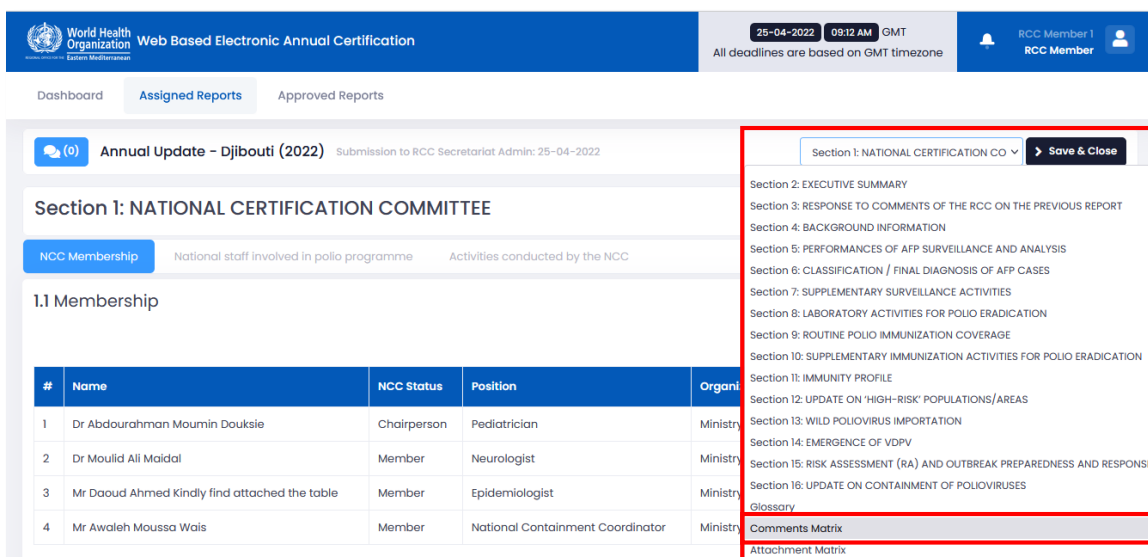 World Health
Organization
REGIONAL OFFICE FOR THE Eastern Mediterranean
Web Based Electronic Annual Certification
25-04-2022 09:12 AM GMT
All deadlines are based on GMT timezone
RCC Member 1
RCC Member
Dashboard Assigned Reports Approved Reports
(0) Annual Update - Djibouti (2022) Submission to RCC Secretariat Admin: 25-04-2022
Section 1: NATIONAL CERTIFICATION CO
Save & Close
Section 1: NATIONAL CERTIFICATION COMMITTEE
NCC Membership National staff involved in polio programme Activities conducted by the NCC
1.1 Membership
# Name NCC Status Position Organi
1 Dr Abdourahman Moumin Douksie Chairperson Pediatrician Ministry
2 Dr Moulid Ali Maidal Member Neurologist Ministry
3 Mr Daoud Ahmed Kindly find attached the table Member Epidemiologist Ministry
4 Mr Awaleh Moussa Wais Member National Containment Coordinator Ministry
Section 2: EXECUTIVE SUMMARY
Section 3: RESPONSE TO COMMENTS OF THE RCC ON THE PREVIOUS REPORT
Section 4: BACKGROUND INFORMATION
Section 5: PERFORMANCES OF AFP SURVEILLANCE AND ANALYSIS
Section 6: CLASSIFICATION / FINAL DIAGNOSIS OF AFP CASES
Section 7: SUPPLEMENTARY SURVEILLANCE ACTIVITIES
Section 8: LABORATORY ACTIVITIES FOR POLIO ERADICATION
Section 9: ROUTINE POLIO IMMUNIZATION COVERAGE
Section 10: SUPPLEMENTARY IMMUNIZATION ACTIVITIES FOR POLIO ERADICATION
Section 11: IMMUNITY PROFILE
Section 12: UPDATE ON 'HIGH-RISK' POPULATIONS/AREAS
Section 13: WILD POLIOVIRUS IMPORTATION
Section 14: EMERGENCE OF VDPV
Section 15: RISK ASSESSMENT (RA) AND OUTBREAK PREPAREDNESS AND RESPONS
Section 16: UPDATE ON CONTAINMENT OF POLIOVIRUSES
Glossary
Comments Matrix
Attachment Matrix